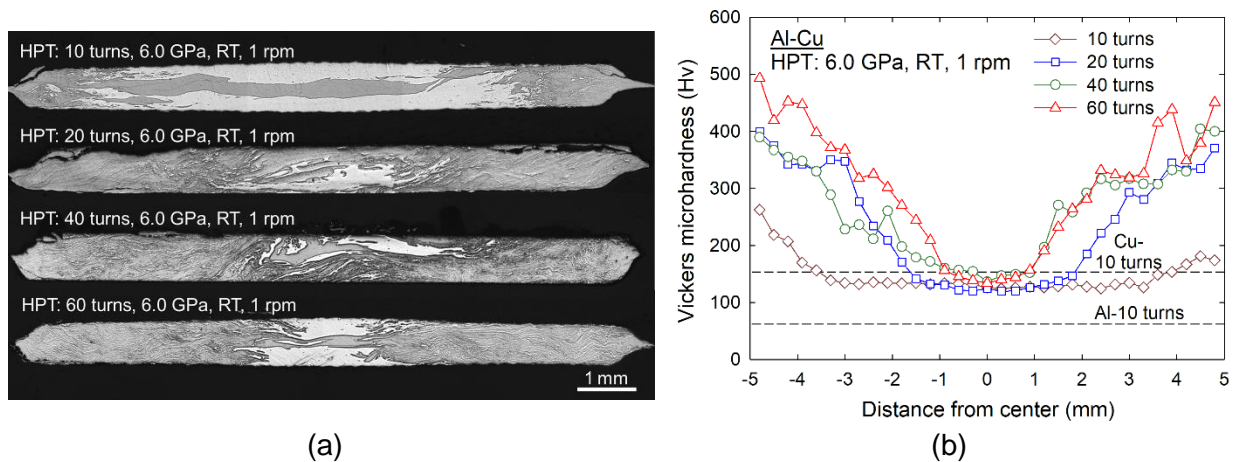 HPT: 10 turns, 6.0 GPa, RT, 1 rpm
HPT: 20 turns, 6.0 GPa, RT, 1 rpm
HPT: 40 turns, 6.0 GPa, RT, 1 rpm
HPT: 60 turns, 6.0 GPa, RT, 1 rpm
1 mm
(a)
Vickers microhardness (Hv)
600
500
400
300
200
100
0
Al-Cu
HPT: 6.0 GPa, RT, 1 rpm
10 turns
20 turns
40 turns
60 turns
Cu-
10 turns
Al-10 turns
-5 -4 -3 -2 -1 0 1 2 3 4 5
Distance from center (mm)
(b)